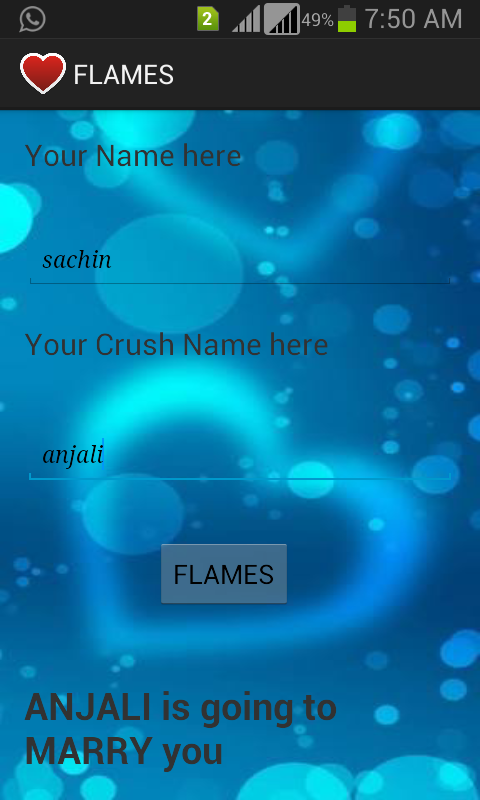 2 49% 7:50 AM
FLAMES
Your Name here
sachin
Your Crush Name here
anjali
FLAMES
ANJALI is going to
MARRY you